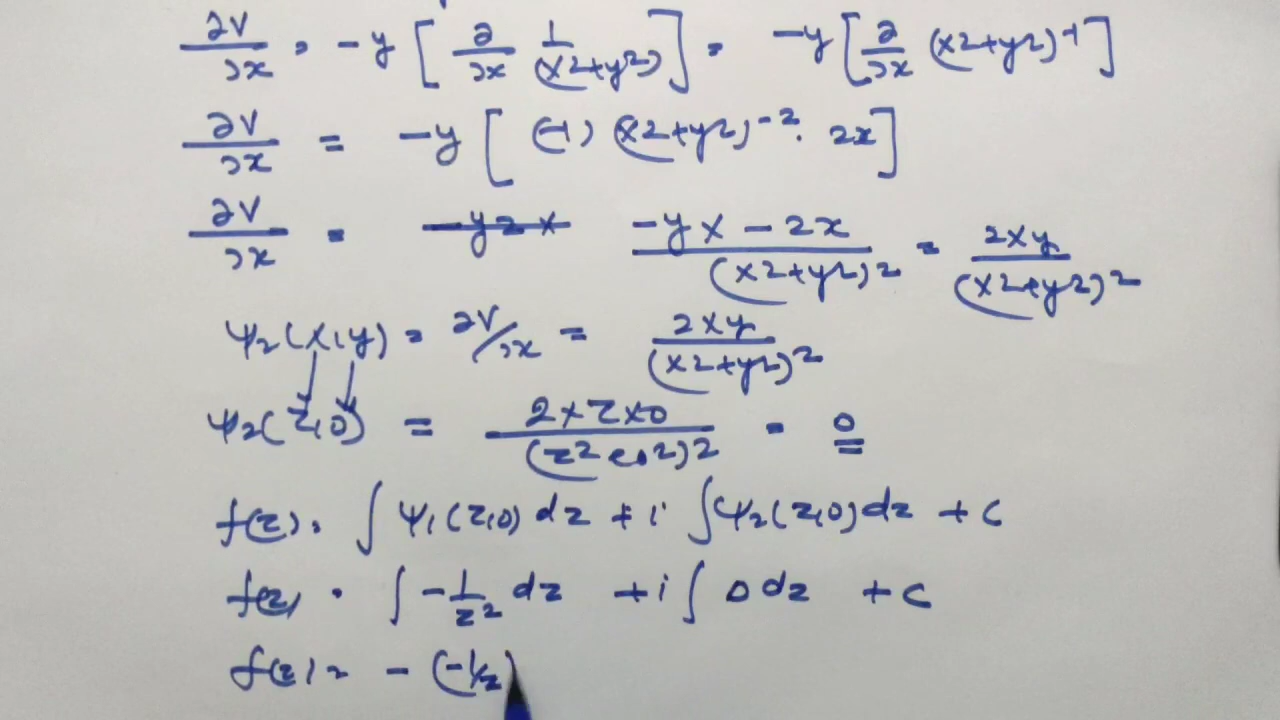 ∂V/∂x = -y [ ∂/∂x 1/(x2+y2) ] = -y [ ∂/∂x (x2+y2)^-1 ]
∂V/∂x = -y [ (-1) (x2+y2)^-2 . 2x ]
∂V/∂x = -y2x -y x -2x/(x2+y2)2 = 2xy/(x2+y2)2
ψ2(x,y) = ∂V/∂x = 2xy/(x2+y2)2
ψ2(z,0) = 2×z×0/(z2+02)2 = 0
f(z) = ∫ ψ1(z,0) dz + i ∫ ψ2(z,0) dz + c
f(z) = ∫ -1/z2 dz + i ∫ 0 dz + c
f(z) = - (-1/z)